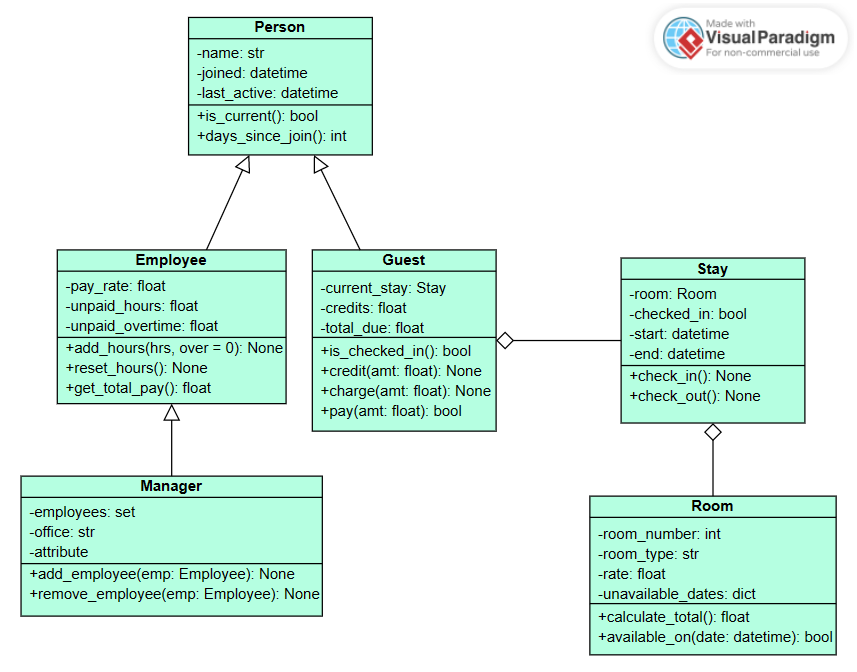 Person
-name: str
-joined: datetime
-last_active: datetime
+is_current(): bool
+days_since_join(): int
Made with
Visual Paradigm
For non-commercial use
Employee
-pay_rate: float
-unpaid_hours: float
-unpaid_overtime: float
+add_hours(hrs, over = 0): None
+reset_hours(): None
+get_total_pay(): float
Guest
-current_stay: Stay
-credits: float
-total_due: float
+is_checked_in(): bool
+credit(amt: float): None
+charge(amt: float): None
+pay(amt: float): bool
Stay
-room: Room
-checked_in: bool
-start: datetime
-end: datetime
+check_in(): None
+check_out(): None
Manager
-employees: set
-office: str
-attribute
+add_employee(emp: Employee): None
+remove_employee(emp: Employee): None
Room
-room_number: int
-room_type: str
-rate: float
-unavailable_dates: dict
+calculate_total(): float
+available_on(date: datetime): bool